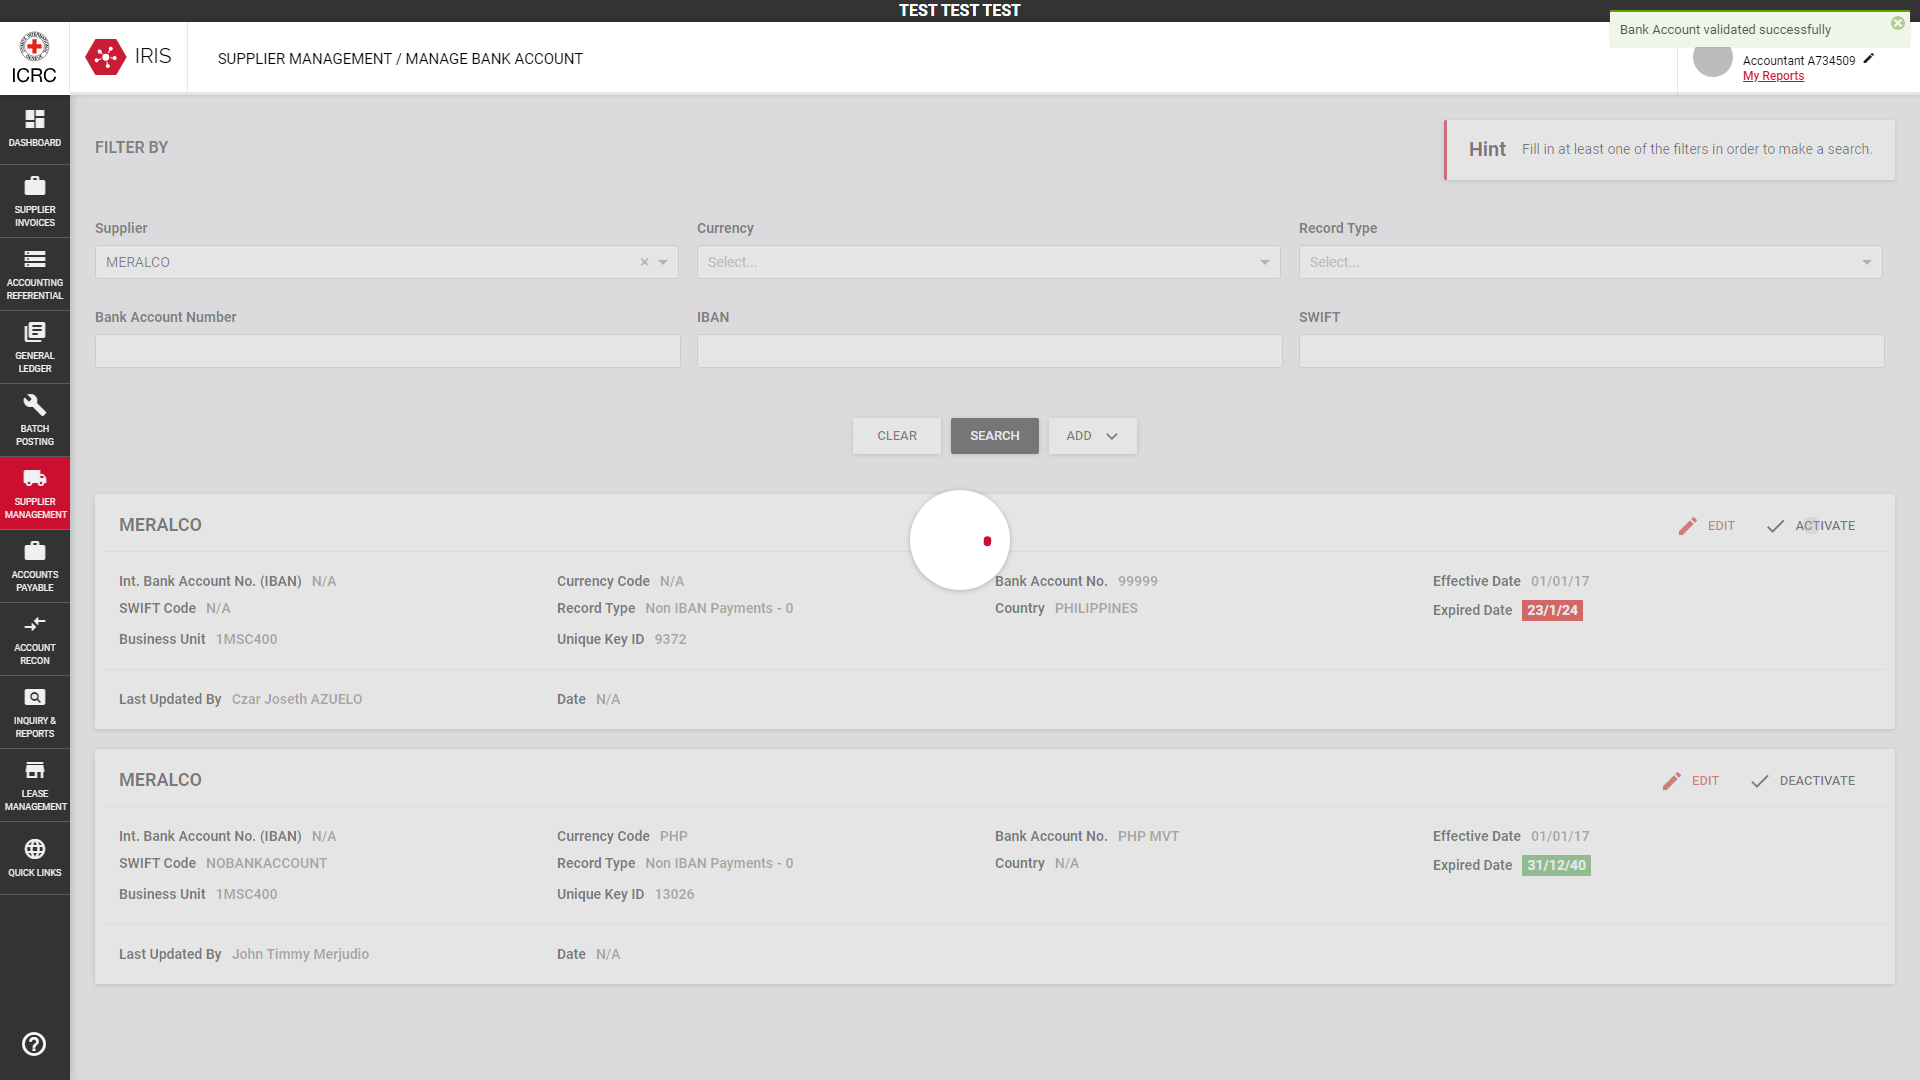 TEST TEST TEST
Bank Account validated successfully
ICRC
IRIS
SUPPLIER MANAGEMENT / MANAGE BANK ACCOUNT
Accountant A734509
My Reports
DASHBOARD
SUPPLIER
INVOICES
ACCOUNTING
REFERENTIAL
GENERAL
LEDGER
BATCH
POSTING
SUPPLIER
MANAGEMENT
ACCOUNTS
PAYABLE
ACCOUNT
RECON
INQUIRY &
REPORTS
LEASE
MANAGEMENT
QUICK LINKS
FILTER BY
Hint Fill in at least one of the filters in order to make a search.
Supplier Currency Record Type
MERALCO Select... Select...
Bank Account Number IBAN SWIFT
CLEAR SEARCH ADD
MERALCO EDIT ACTIVATE
Int. Bank Account No. (IBAN) N/A Currency Code N/A Bank Account No. 99999 Effective Date 01/01/17
SWIFT Code N/A Record Type Non IBAN Payments - 0 Country PHILIPPINES Expired Date 23/1/24
Business Unit 1MSC400 Unique Key ID 9372
Last Updated By Czar Joseth AZUELO Date N/A
MERALCO EDIT DEACTIVATE
Int. Bank Account No. (IBAN) N/A Currency Code PHP Bank Account No. PHP MVT Effective Date 01/01/17
SWIFT Code NOBANKACCOUNT Record Type Non IBAN Payments - 0 Country N/A Expired Date 31/12/40
Business Unit 1MSC400 Unique Key ID 13026
Last Updated By John Timmy Merjudio Date N/A